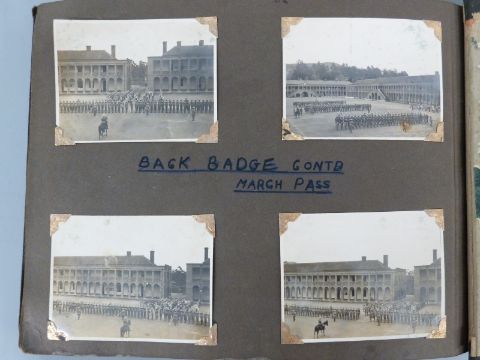 BACK BADGE CONTD
MARCH PASS